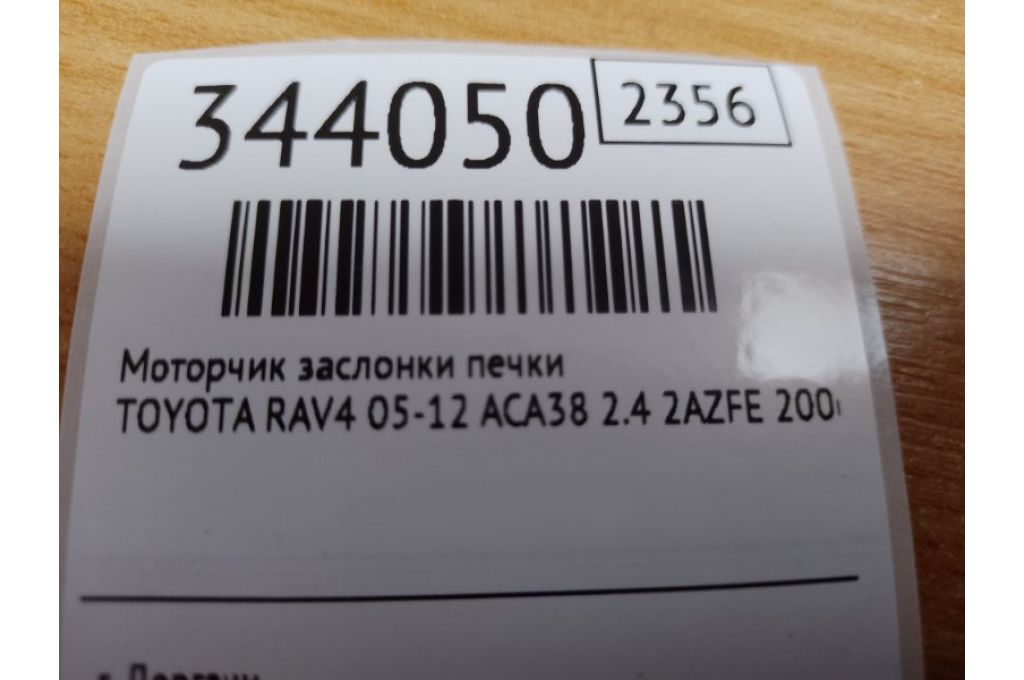 344050
2356
Моторчик заслонки печки
TOYOTA RAV4 05-12 ACA38 2.4 2AZFE 200